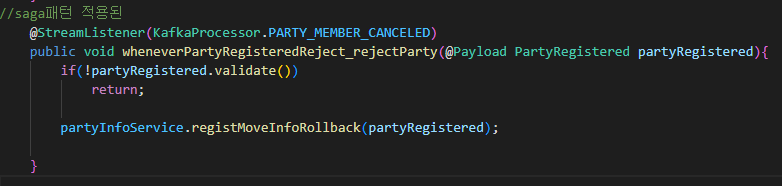 //saga패턴 적용된
@StreamListener(KafkaProcessor.PARTY_MEMBER_CANCELED)
public void wheneverPartyRegisteredReject_rejectParty(@Payload PartyRegistered partyRegistered){
if(!partyRegistered.validate())
return;
partyInfoService.registMoveInfoRollback(partyRegistered);
}